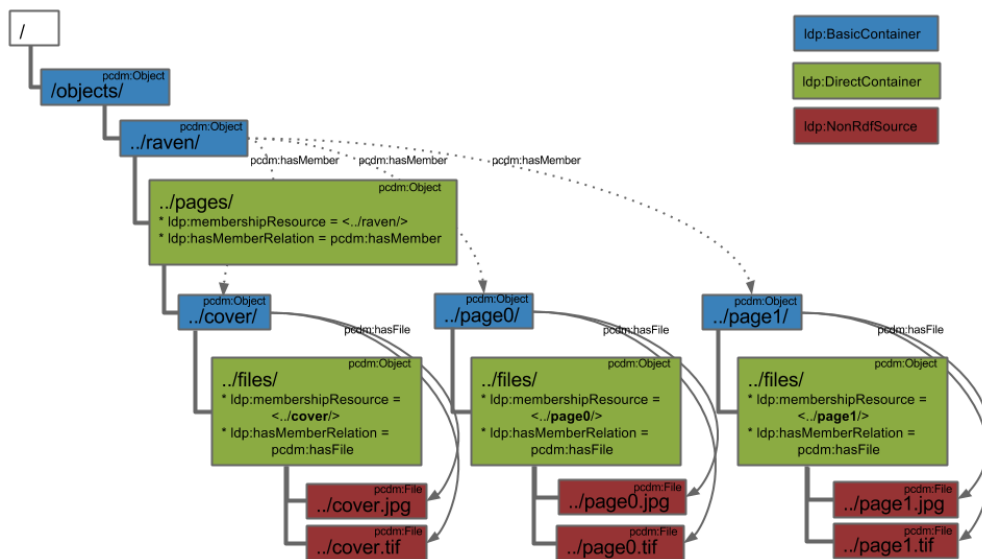 /
ldp:BasicContainer
pcdm:Object
/objects/
ldp:DirectContainer
pcdm:Object
../raven/
ldp:NonRdfSource
pcdm:hasMember
pcdm:hasMember
pcdm:hasMember
pcdm:Object
../pages/
* ldp:membershipResource = <../raven/>
* ldp:hasMemberRelation = pcdm:hasMember
pcdm:Object
../cover/
pcdm:Object
../page0/
pcdm:Object
../page1/
pcdm:hasFile
pcdm:hasFile
pcdm:hasFile
pcdm:Object
../files/
* ldp:membershipResource =
<../cover/>
* ldp:hasMemberRelation =
pcdm:hasFile
pcdm:Object
../files/
* ldp:membershipResource =
<../page0/>
* ldp:hasMemberRelation =
pcdm:hasFile
pcdm:Object
../files/
* ldp:membershipResource =
<../page1/>
* ldp:hasMemberRelation =
pcdm:hasFile
pcdm:File
../cover.jpg
pcdm:File
../cover.tif
pcdm:File
../page0.jpg
pcdm:File
../page0.tif
pcdm:File
../page1.jpg
pcdm:File
../page1.tif